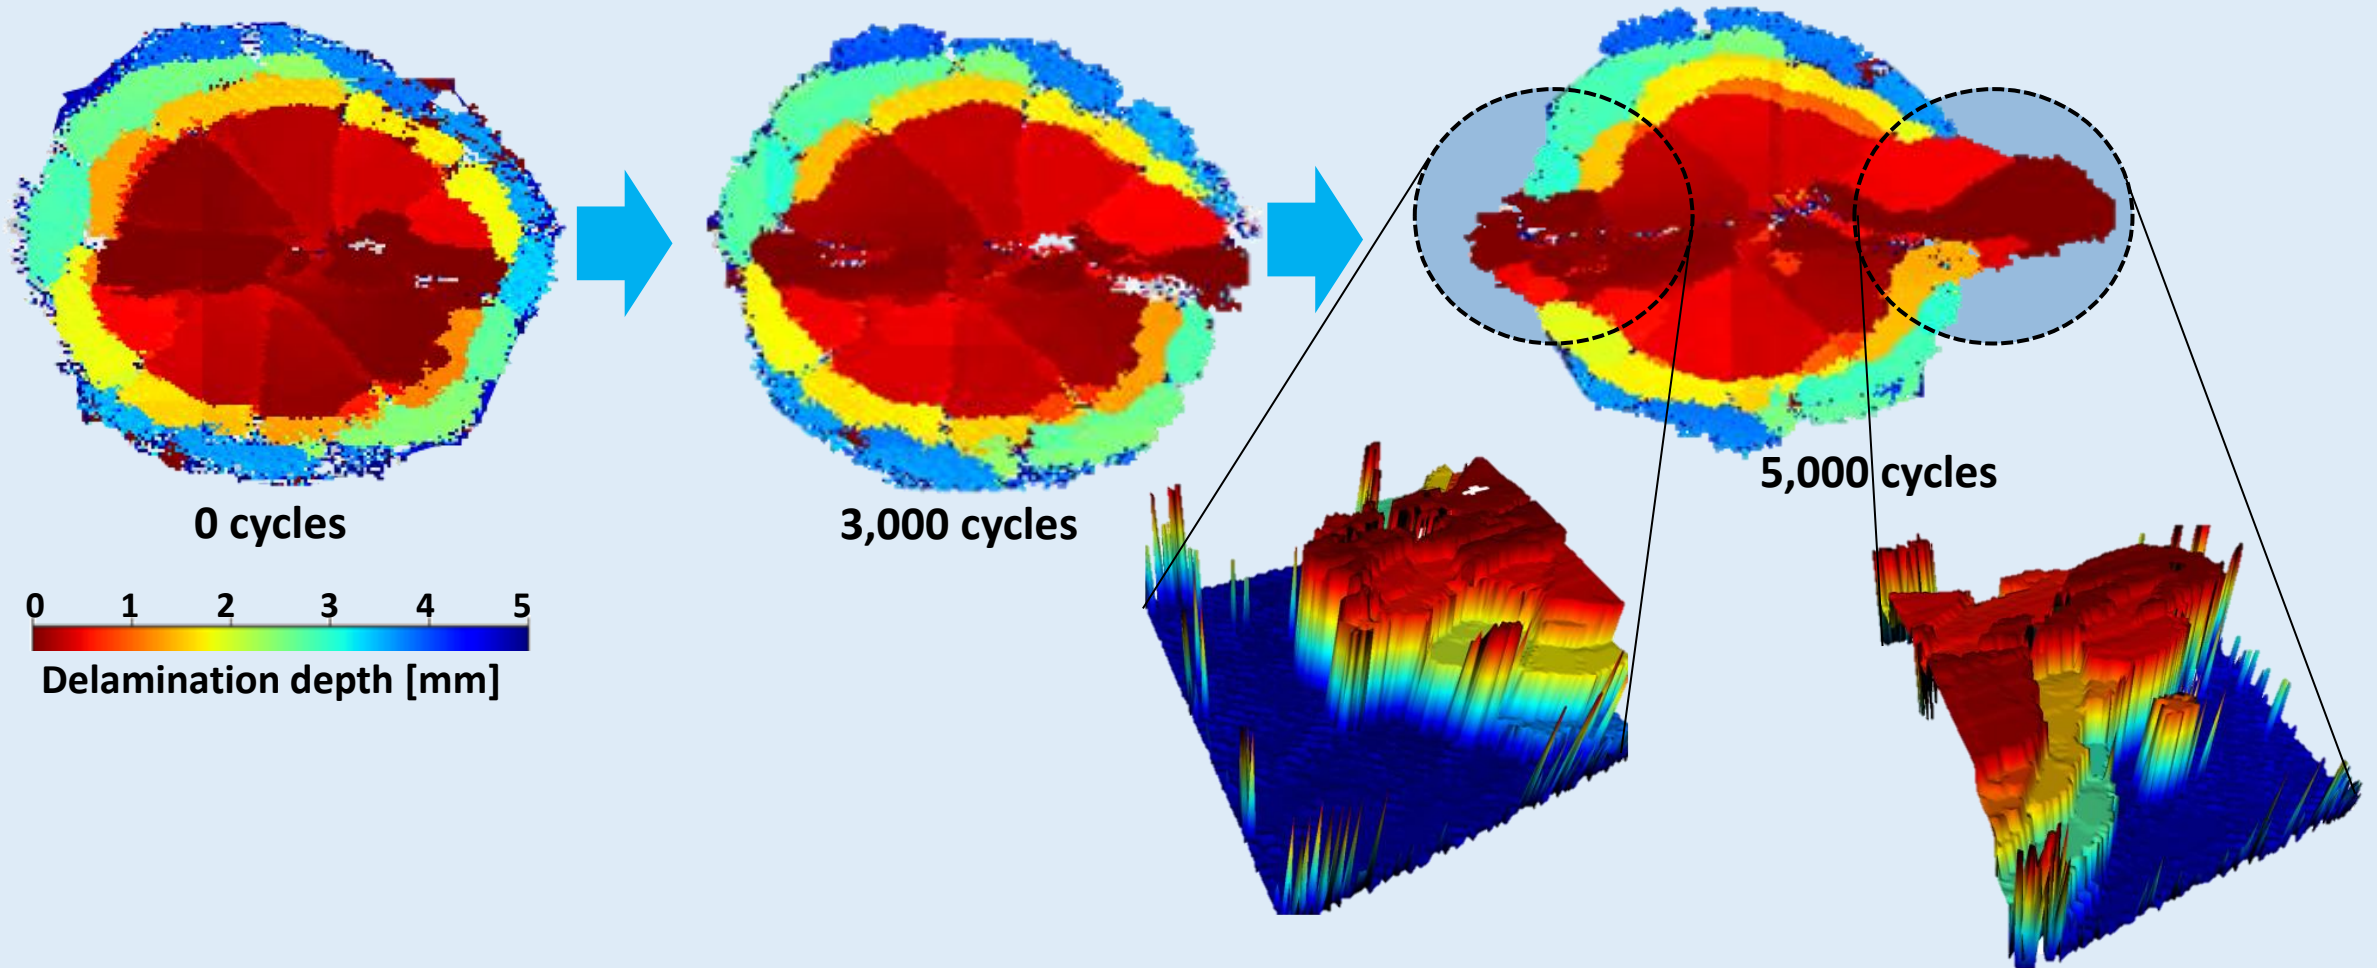 0 cycles
3,000 cycles
5,000 cycles
0 1 2 3 4 5
Delamination depth [mm]